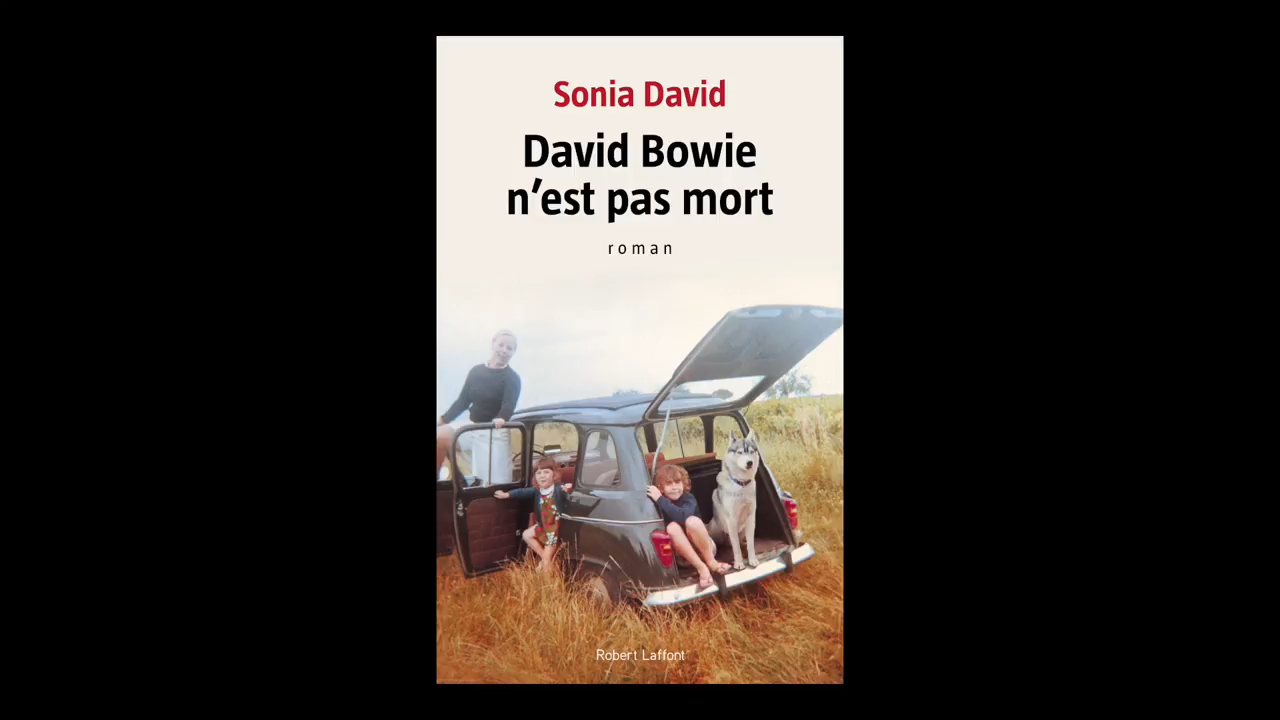 Sonia David
David Bowie
n’est pas mort
roman
Robert Laffont